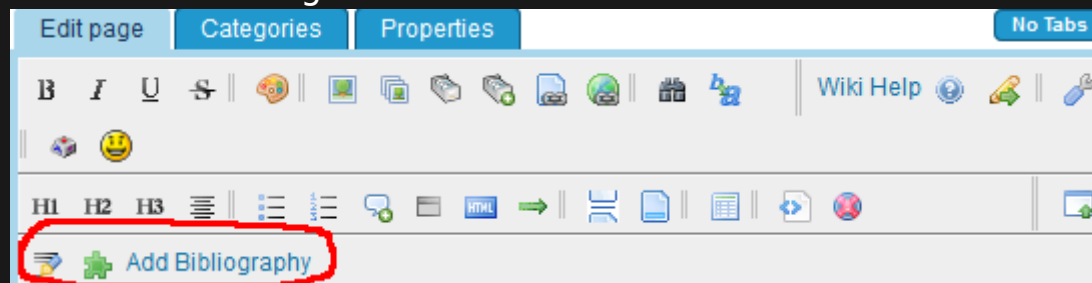 Edit page Categories Properties No Tabs
B I U S Wiki Help
H1 H2 H3 HTML
Add Bibliography